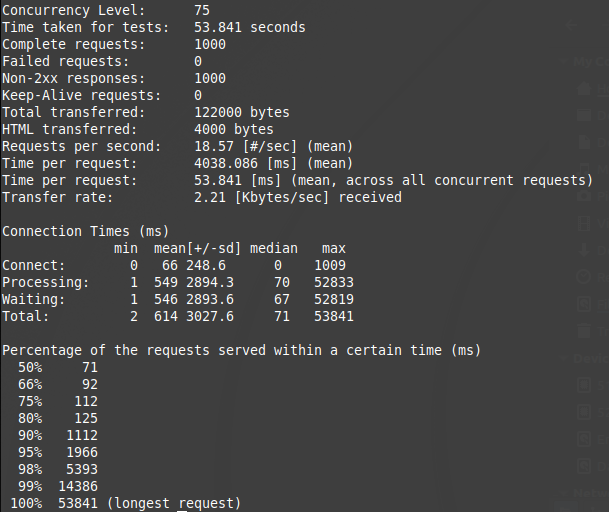 Concurrency Level:      75
Time taken for tests:   53.841 seconds
Complete requests:      1000
Failed requests:        0
Non-2xx responses:      1000
Keep-Alive requests:    0
Total transferred:      122000 bytes
HTML transferred:       4000 bytes
Requests per second:    18.57 [#/sec] (mean)
Time per request:       4038.086 [ms] (mean)
Time per request:       53.841 [ms] (mean, across all concurrent requests)
Transfer rate:          2.21 [Kbytes/sec] received

Connection Times (ms)
              min  mean[+/-sd] median   max
Connect:        0   66 248.6      0    1009
Processing:     1  549 2894.3     70   52833
Waiting:        1  546 2893.6     67   52819
Total:          2  614 3027.6     71   53841

Percentage of the requests served within a certain time (ms)
  50%     71
  66%     92
  75%    112
  80%    125
  90%   1112
  95%   1966
  98%   5393
  99%  14386
 100%  53841 (longest request)